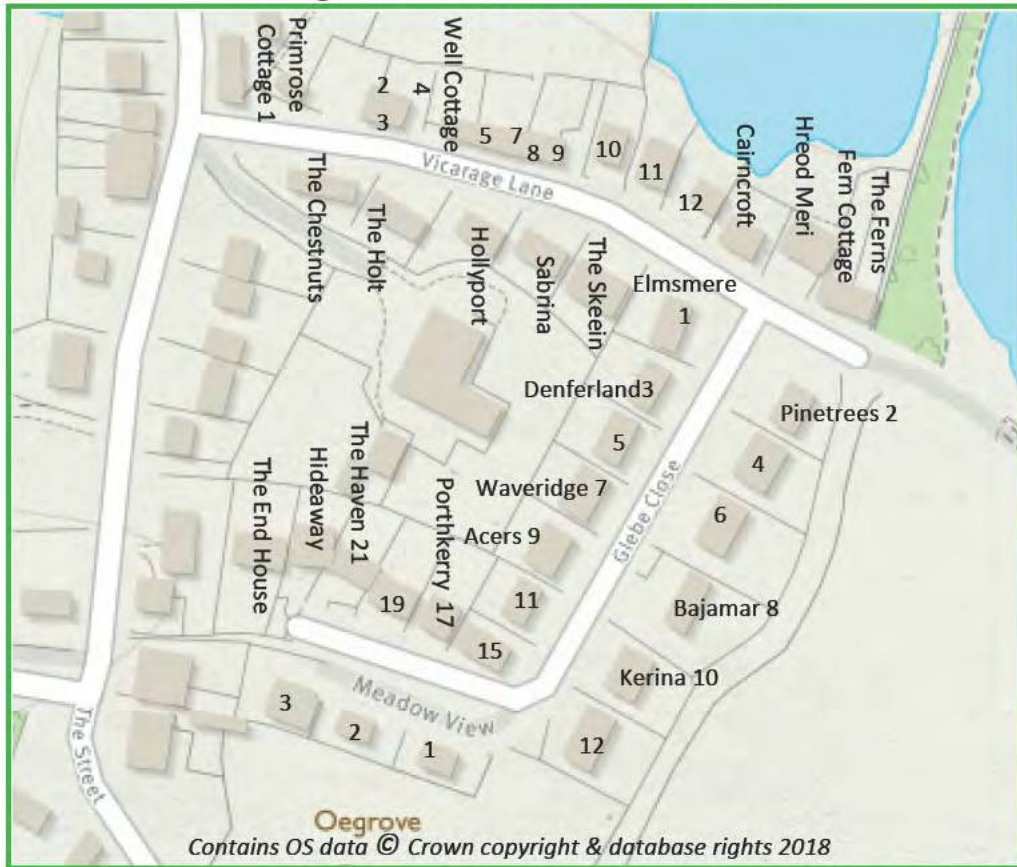 Primrose
Cottage 1
2
3
4
Well Cottage
5
7
8
9
10
11
12
Cairncroft
Hreod Meri
Fern Cottage
The Ferns
Vicarage Lane
The Chestnuts
The Holt
Hollyport
Sabrina
The Skeein
Elmsmere
1
Denferland3
5
Waveridge 7
Acers 9
11
15
Porthkerry 17
19
The Haven 21
Hideaway
The End House
Glebe Close
Pinetrees 2
4
6
Bajamar 8
Kerina 10
12
Meadow View
3
2
1
The Street
Oegrove
Contains OS data © Crown copyright & database rights 2018